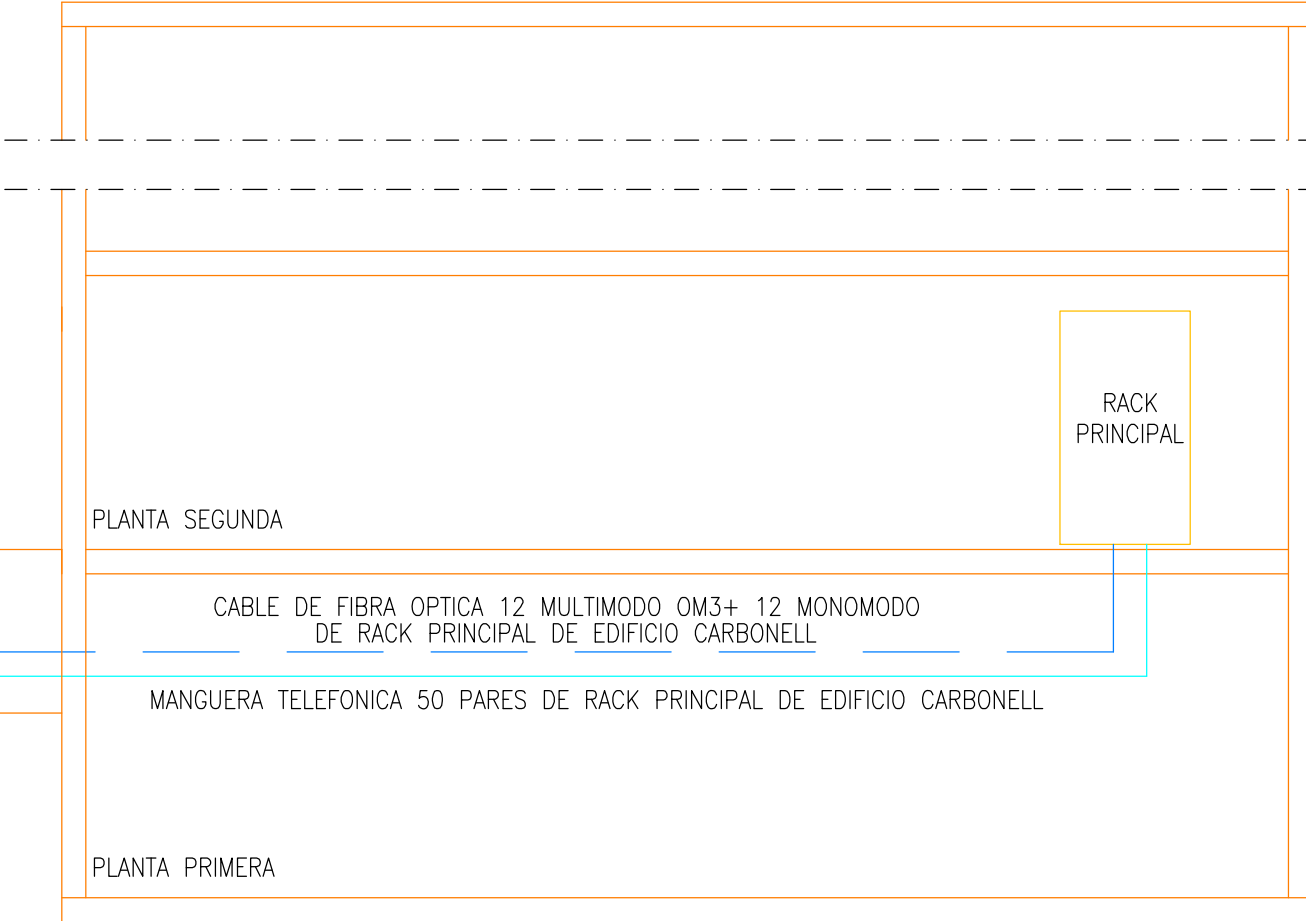 RACK
PRINCIPAL
PLANTA SEGUNDA
CABLE DE FIBRA OPTICA 12 MULTIMODO OM3+ 12 MONOMODO
DE RACK PRINCIPAL DE EDIFICIO CARBONELL
MANGUERA TELEFONICA 50 PARES DE RACK PRINCIPAL DE EDIFICIO CARBONELL
PLANTA PRIMERA